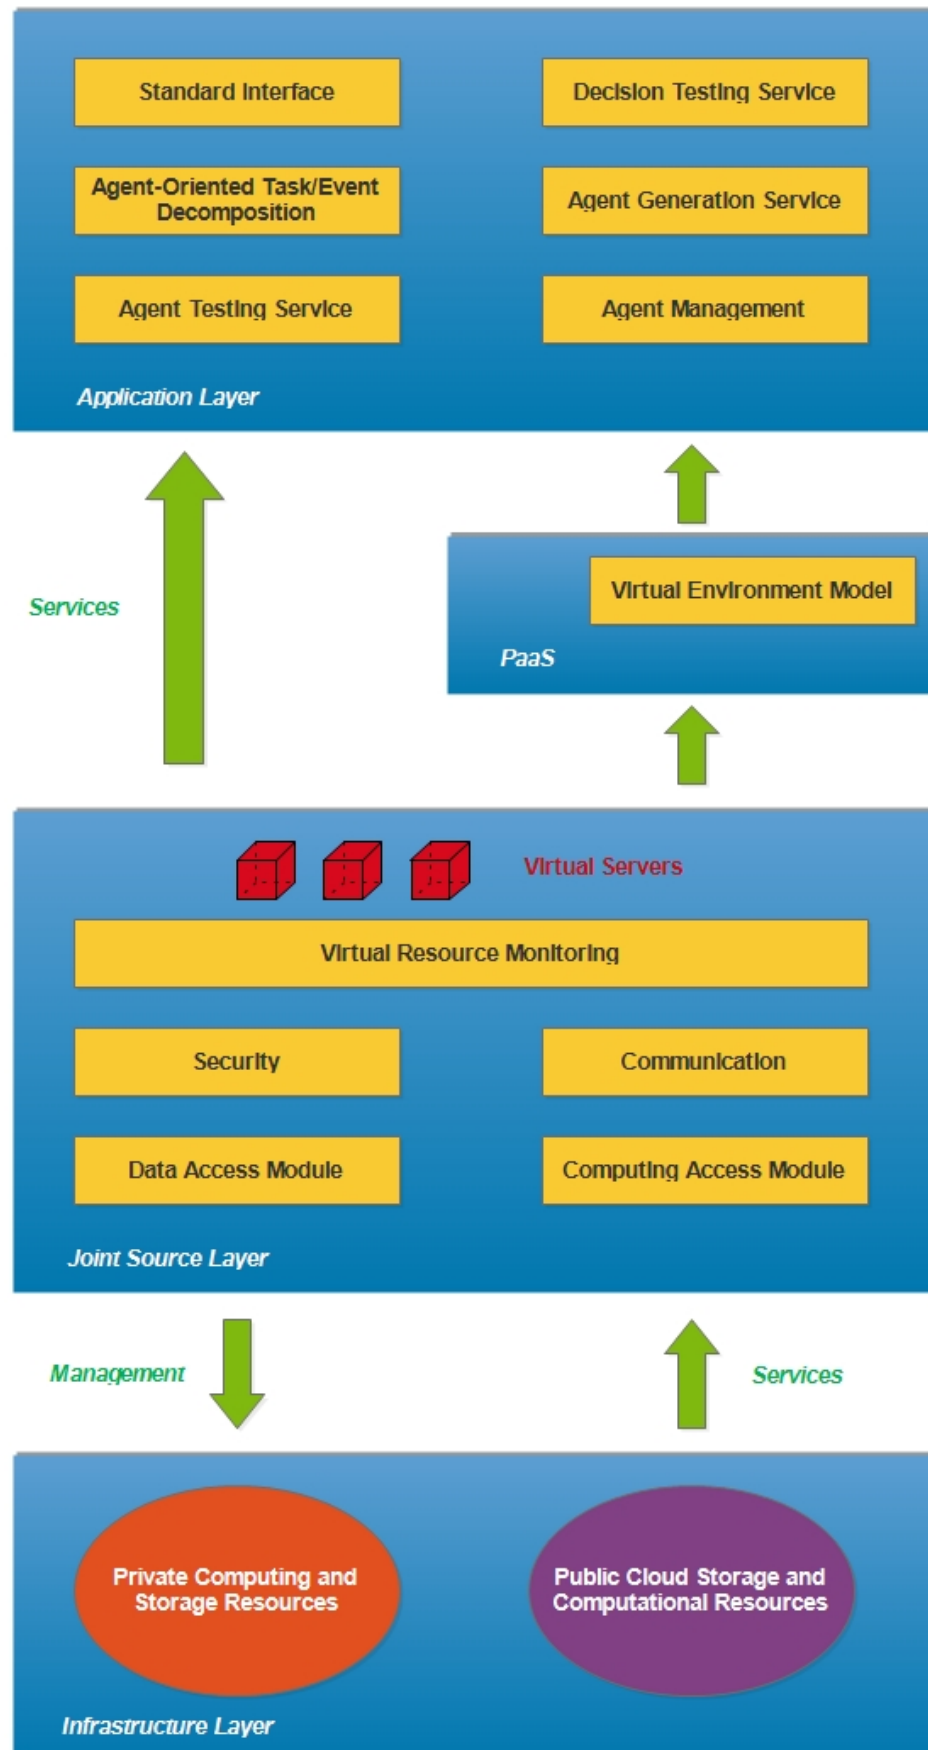 Standard Interface
Decision Testing Service
Agent-Oriented Task/Event
Decomposition
Agent Generation Service
Agent Testing Service
Agent Management
Application Layer
Services
Virtual Environment Model
PaaS
Virtual Servers
Virtual Resource Monitoring
Security
Communication
Data Access Module
Computing Access Module
Joint Source Layer
Management
Services
Private Computing and
Storage Resources
Public Cloud Storage and
Computational Resources
Infrastructure Layer